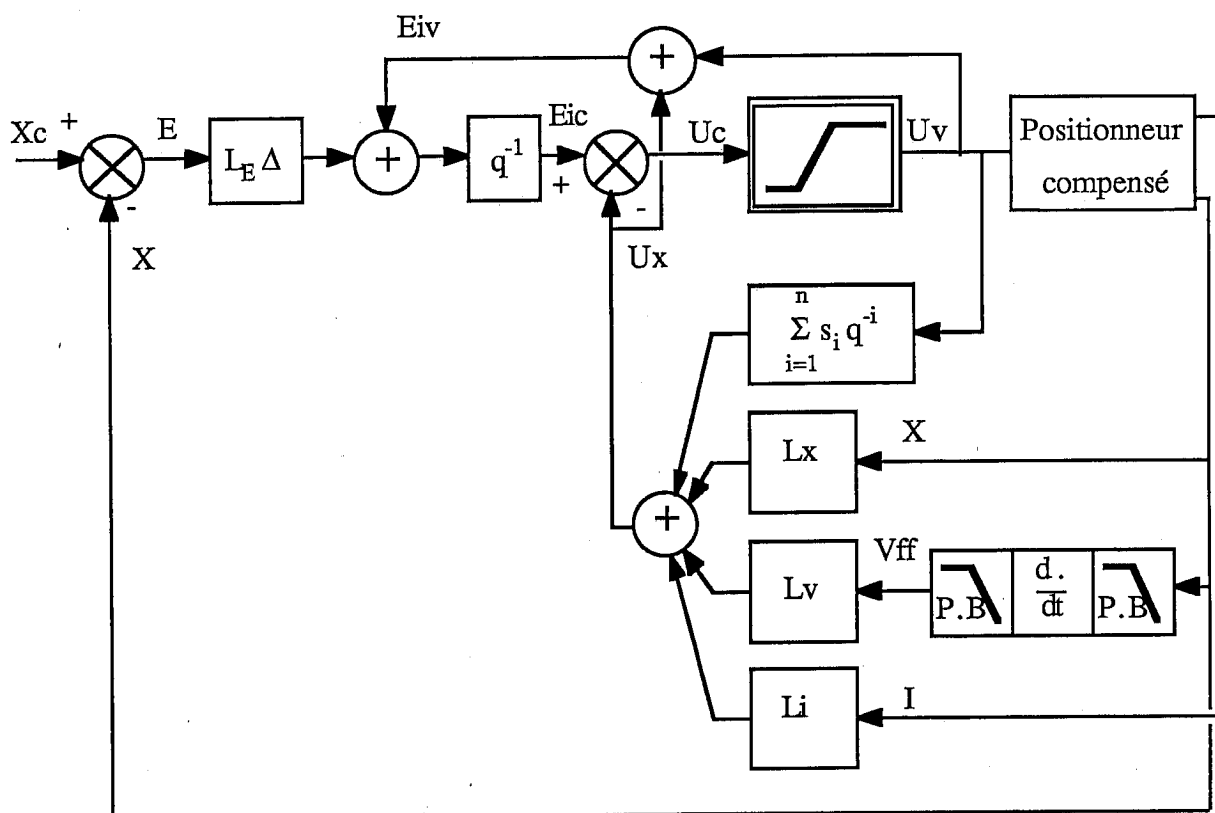 Eiv
+
Xc
+
E
L_E Δ
+
q⁻¹
Eic
+
-
Uc
Uv
Positionneur
compensé
-
X
Ux
n
Σ s_i q⁻ⁱ
i=1
Lx
X
+
Lv
Vff
P.B
d .
dt
P.B
Li
I